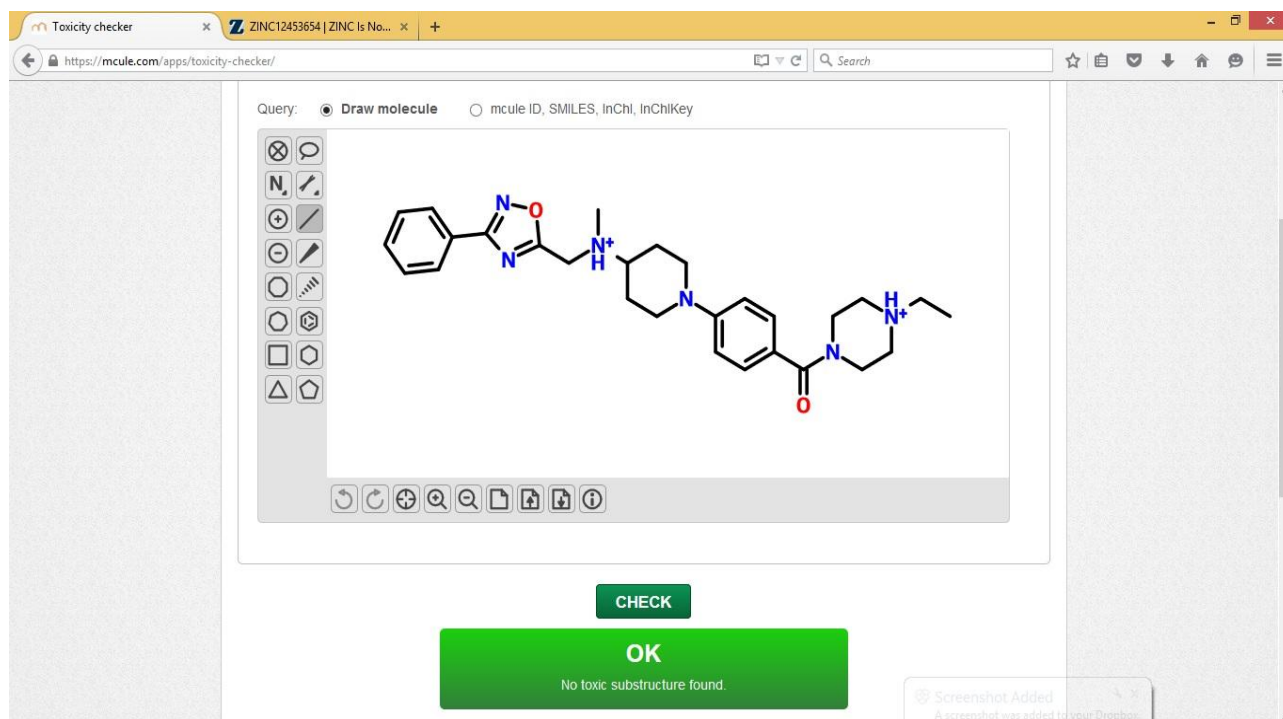 Toxicity checker
ZINC12453654 | ZINC Is No...
https://mcule.com/apps/toxicity-checker/
Search
Query: Draw molecule mcule ID, SMILES, InChI, InChIKey
N
N O
N
N+
H
N
H
N+
N
O
CHECK
OK
No toxic substructure found.
Screenshot Added
A screenshot was added to your Dropbox.